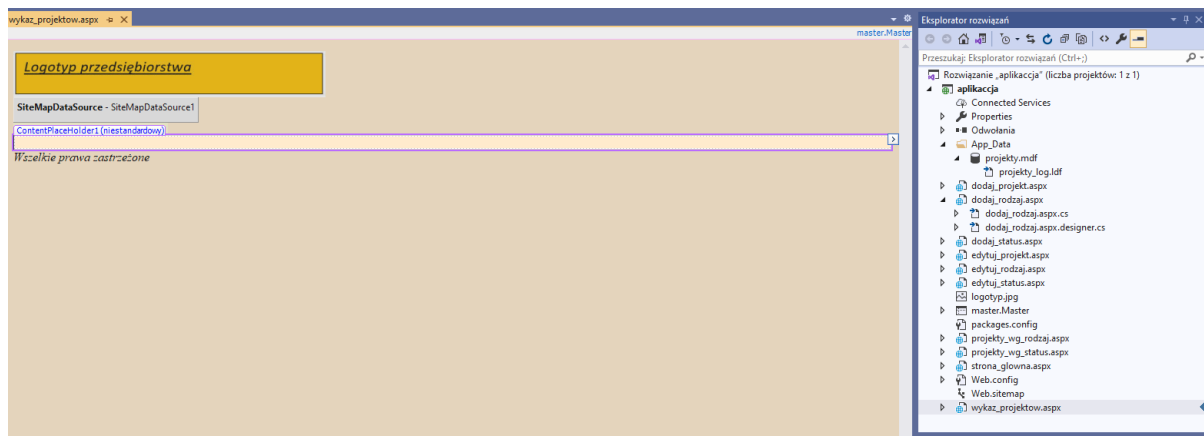 wykaz_projektow.aspx
master.Master
Logotyp przedsiębiorstwa
SiteMapDataSource - SiteMapDataSource1
ContentPlaceHolder1 (niestandardowy)
Wszelkie prawa zastrzeżone
Eksplorator rozwiązań
Przeszukaj: Eksplorator rozwiązań (Ctrl+;)
Rozwiązanie „aplikaccja" (liczba projektów: 1 z 1)
aplikaccja
Connected Services
Properties
Odwołania
App_Data
projekty.mdf
projekty_log.ldf
dodaj_projekt.aspx
dodaj_rodzaj.aspx
dodaj_rodzaj.aspx.cs
dodaj_rodzaj.aspx.designer.cs
dodaj_status.aspx
edytuj_projekt.aspx
edytuj_rodzaj.aspx
edytuj_status.aspx
logotyp.jpg
master.Master
packages.config
projekty_wg_rodzaj.aspx
projekty_wg_status.aspx
strona_glowna.aspx
Web.config
Web.sitemap
wykaz_projektow.aspx